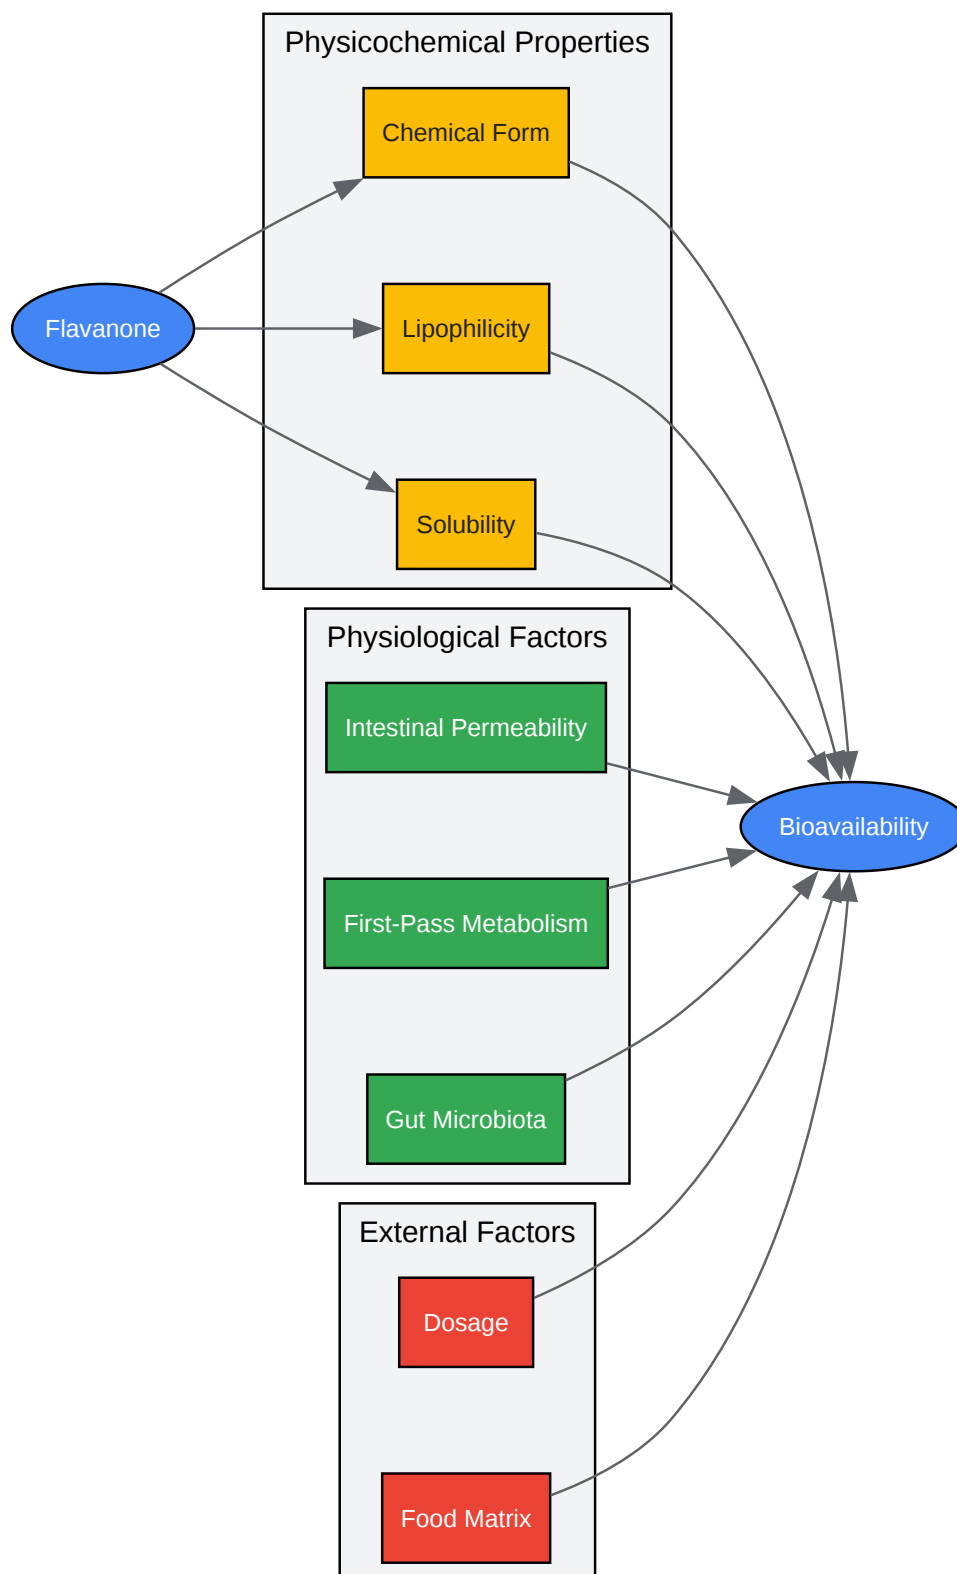 Physicochemical Properties
Chemical Form
Flavanone
Lipophilicity
Solubility
Physiological Factors
Intestinal Permeability
Bioavailability
First-Pass Metabolism
Gut Microbiota
External Factors
Dosage
Food Matrix